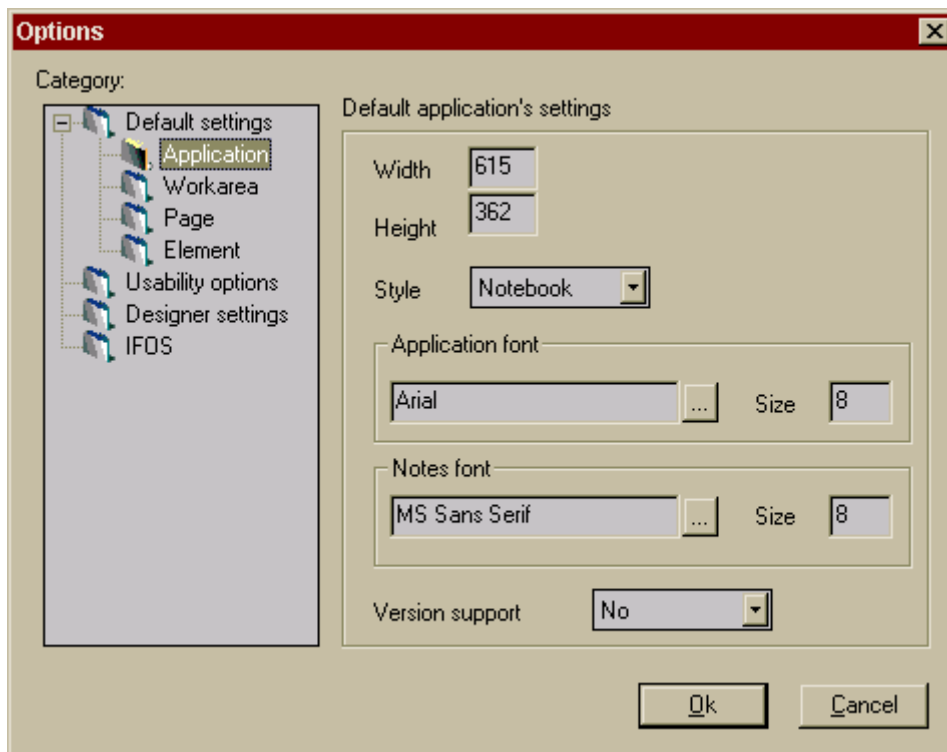 Options
Category:
Default settings
Application
Workarea
Page
Element
Usability options
Designer settings
IFOS
Default application's settings
Width 615
Height 362
Style Notebook
Application font
Arial ... Size 8
Notes font
MS Sans Serif ... Size 8
Version support No
Ok Cancel